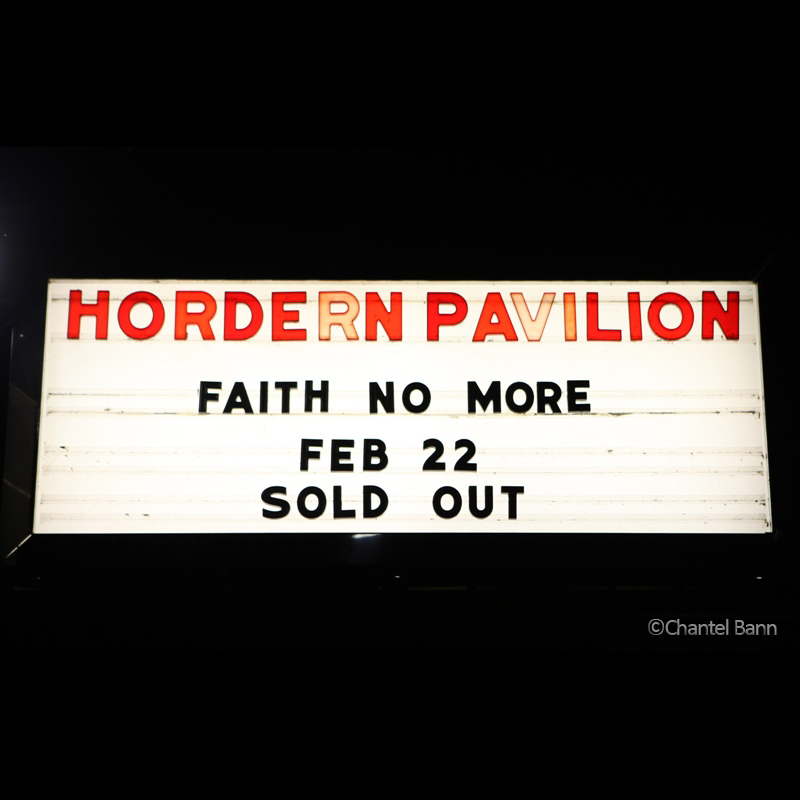 HORDERN PAVILION
FAITH NO MORE
FEB 22
SOLD OUT
©Chantel Bann